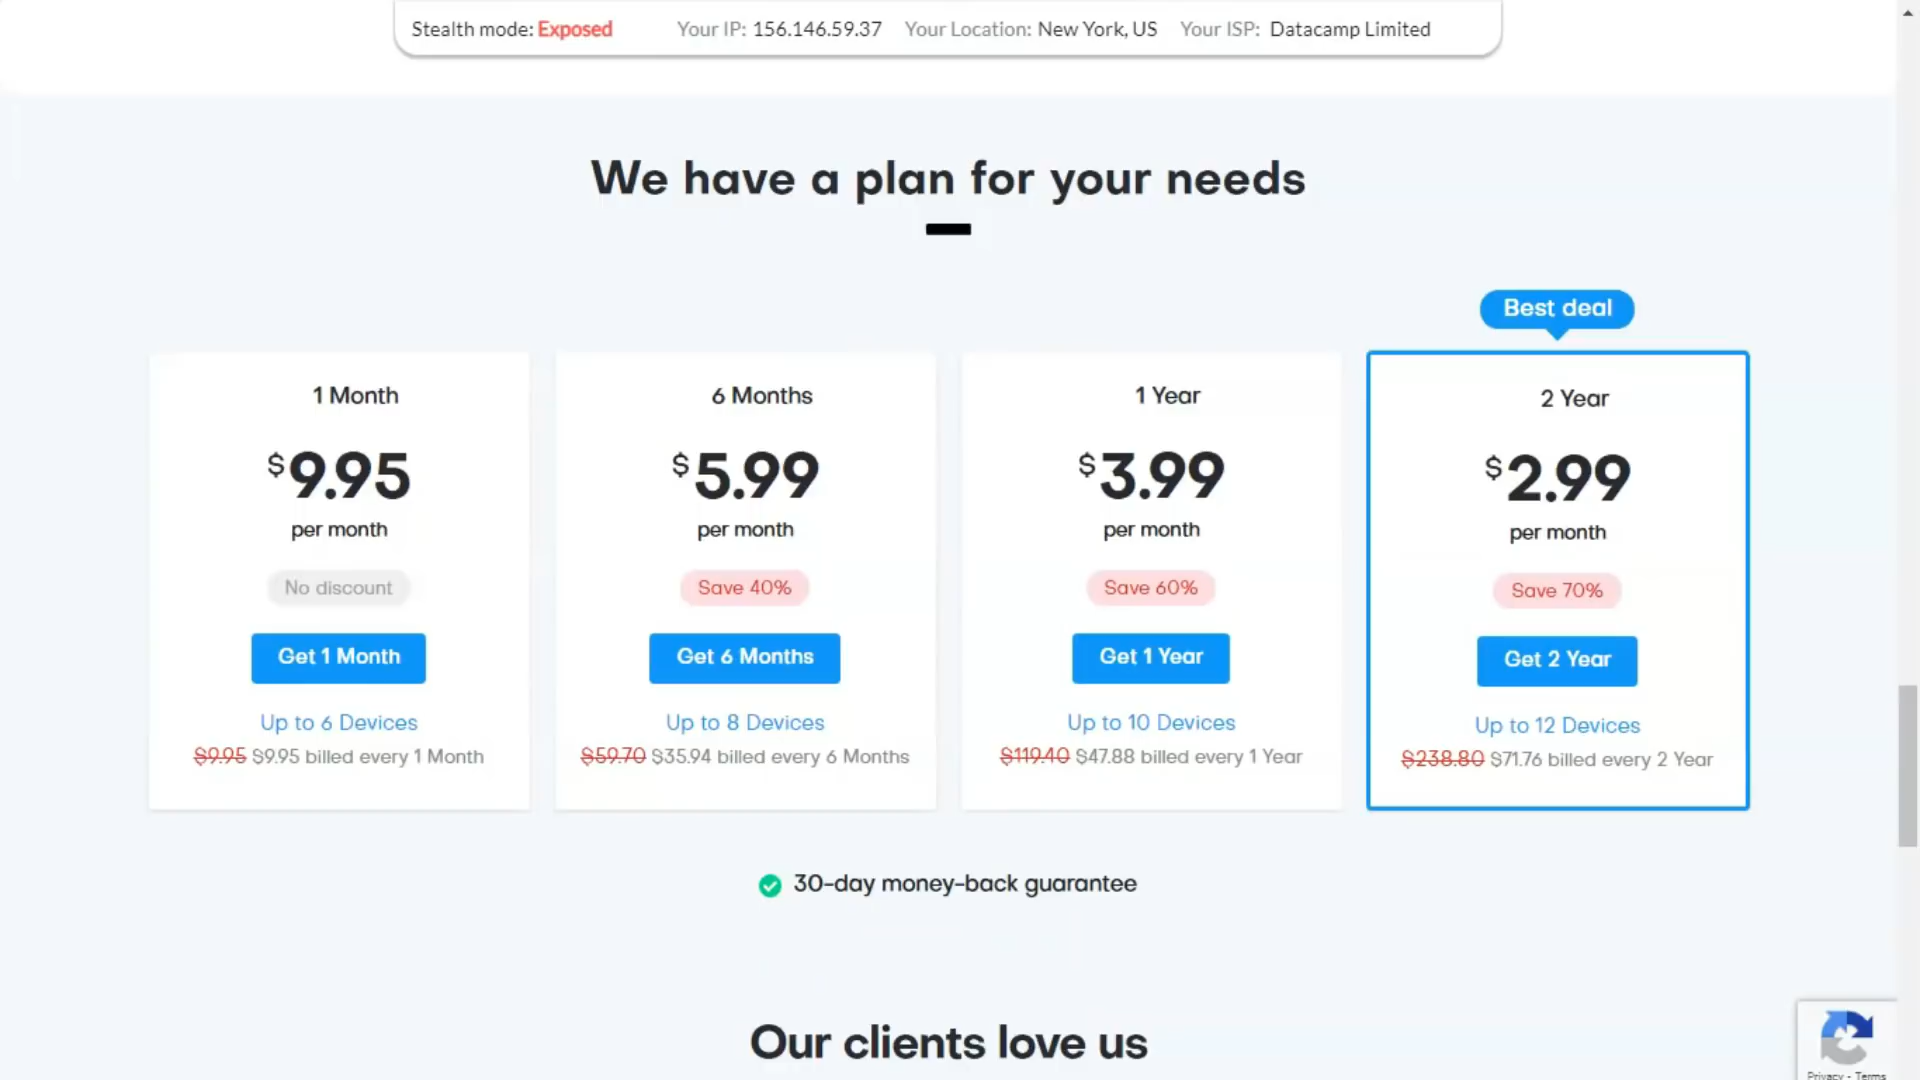 Stealth mode: Exposed Your IP: 156.146.59.37 Your Location: New York, US Your ISP: Datacamp Limited
We have a plan for your needs
Best deal
1 Month
$9.95
per month
No discount
Get 1 Month
Up to 6 Devices
$9.95 $9.95 billed every 1 Month
6 Months
$5.99
per month
Save 40%
Get 6 Months
Up to 8 Devices
$59.70 $35.94 billed every 6 Months
1 Year
$3.99
per month
Save 60%
Get 1 Year
Up to 10 Devices
$119.40 $47.88 billed every 1 Year
2 Year
$2.99
per month
Save 70%
Get 2 Year
Up to 12 Devices
$238.80 $71.76 billed every 2 Year
30-day money-back guarantee
Our clients love us
Privacy - Terms